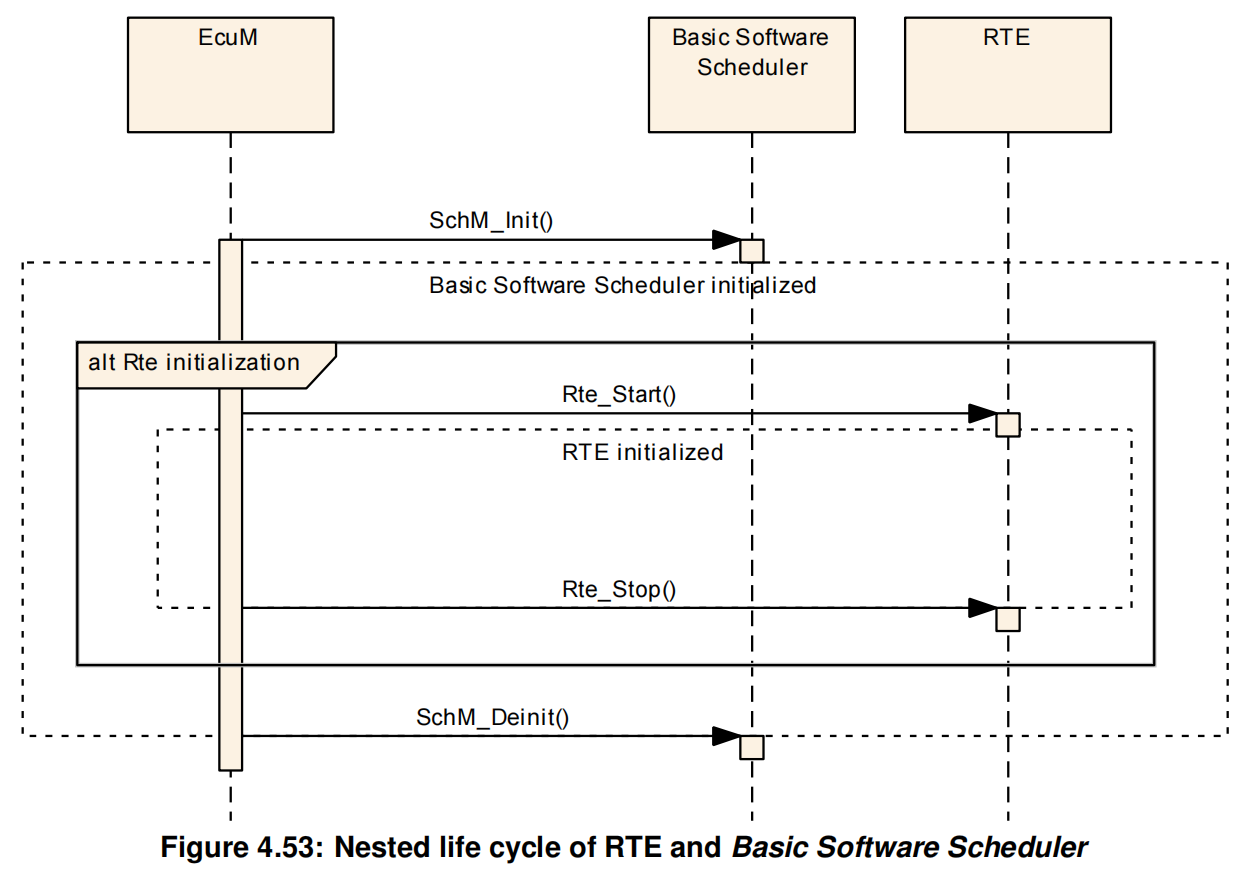 EcuM
Basic Software
Scheduler
RTE
SchM_Init()
Basic Software Scheduler initialized
alt Rte initialization
Rte_Start()
RTE initialized
Rte_Stop()
SchM_Deinit()
Figure 4.53: Nested life cycle of RTE and Basic Software Scheduler